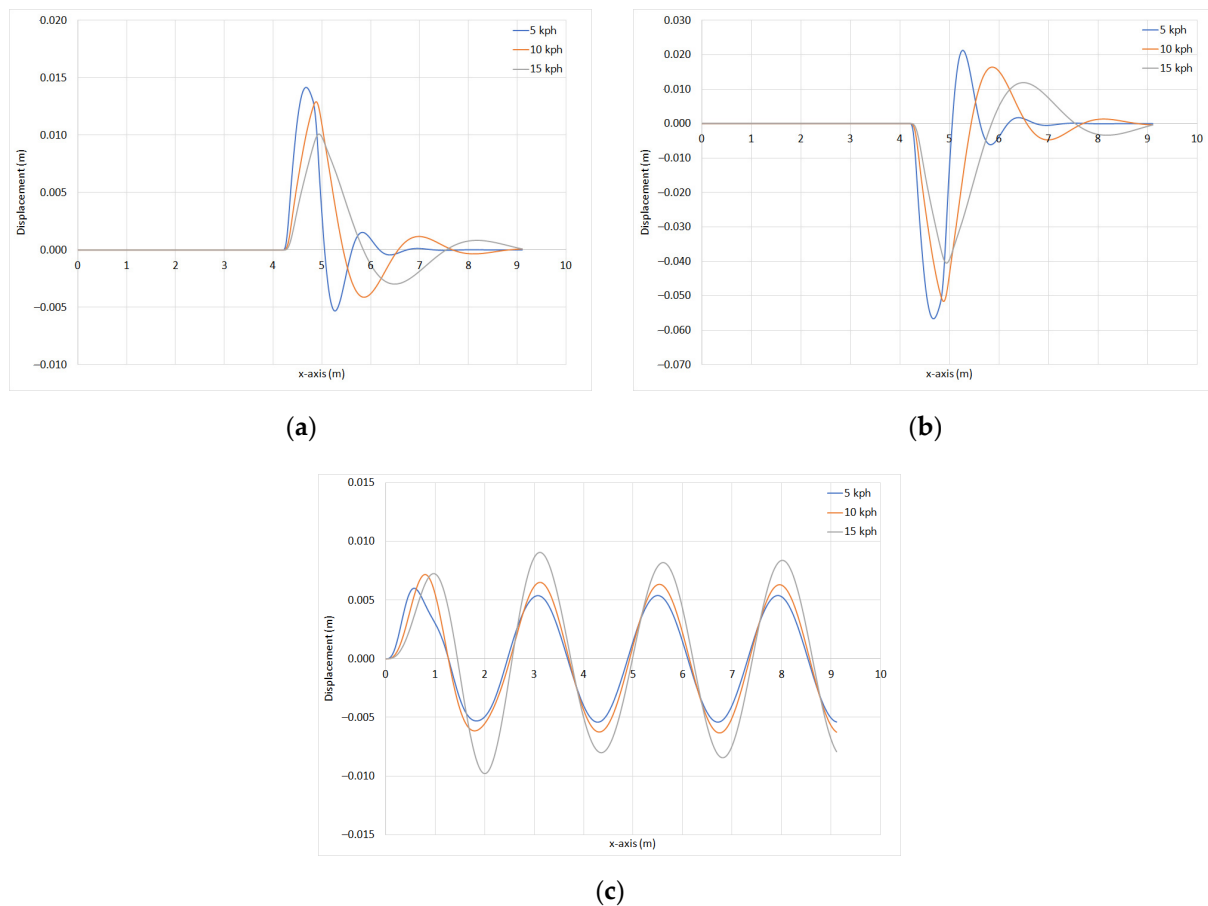 0.020
0.015
0.010
0.005
0.000
−0.005
−0.010
Displacement (m)
0 1 2 3 4 5 6 7 8 9 10
x-axis (m)
5 kph
10 kph
15 kph
(a)
0.030
0.020
0.010
0.000
−0.010
−0.020
−0.030
−0.040
−0.050
−0.060
−0.070
Displacement (m)
0 1 2 3 4 5 6 7 8 9 10
x-axis (m)
5 kph
10 kph
15 kph
(b)
0.015
0.010
0.005
0.000
−0.005
−0.010
−0.015
Displacement (m)
0 1 2 3 4 5 6 7 8 9 10
x-axis (m)
5 kph
10 kph
15 kph
(c)